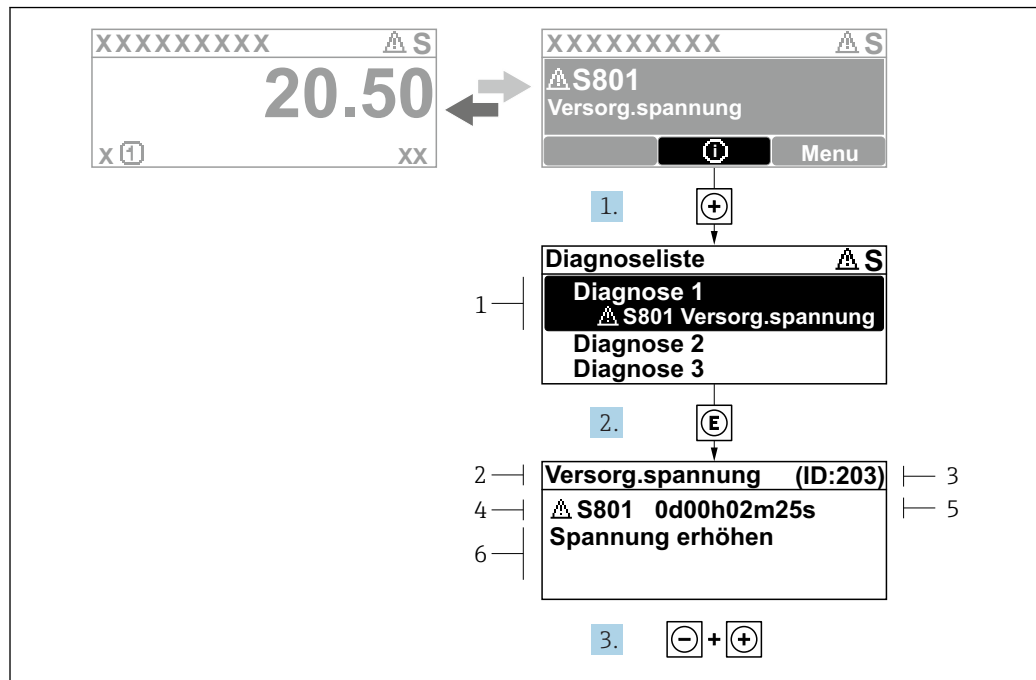 XXXXXXXXX ⚠ S
20.50
x ① xx
XXXXXXXXX ⚠ S
⚠S801
Versorg.spannung
ⓘ Menu
1. +
Diagnoseliste ⚠ S
1
Diagnose 1
⚠ S801 Versorg.spannung
Diagnose 2
Diagnose 3
2. E
2 Versorg.spannung (ID:203) 3
4 ⚠ S801 0d00h02m25s 5
6 Spannung erhöhen
3. - + +